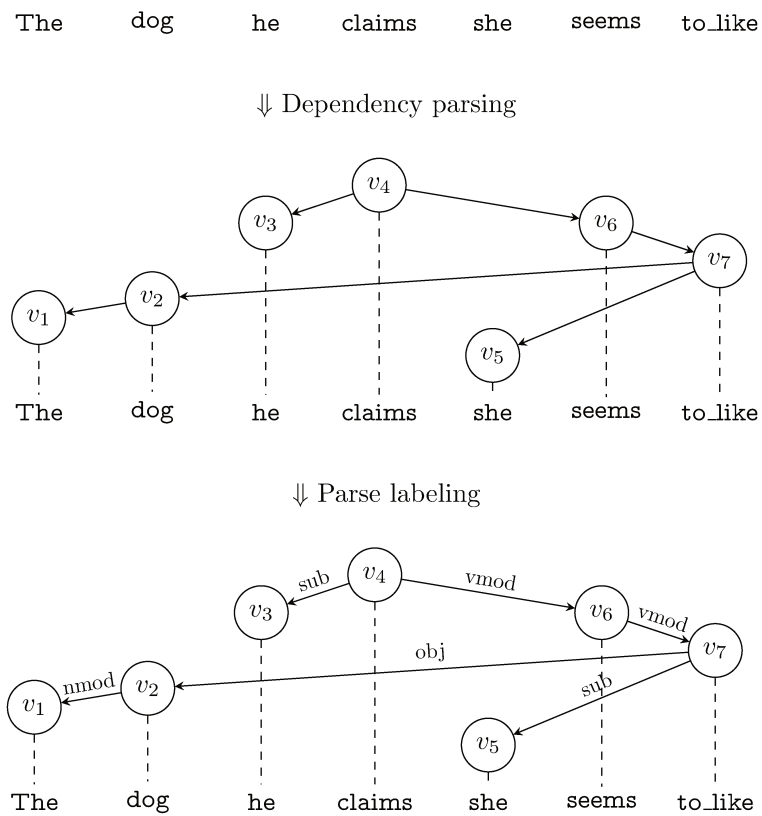 The dog he claims she seems to_like
⇓ Dependency parsing
v4
v3 v6
v7
v2
v1
v5
The dog he claims she seems to_like
⇓ Parse labeling
v4
sub vmod
v3 v6
vmod
obj v7
nmod v2 sub
v1
v5
The dog he claims she seems to_like